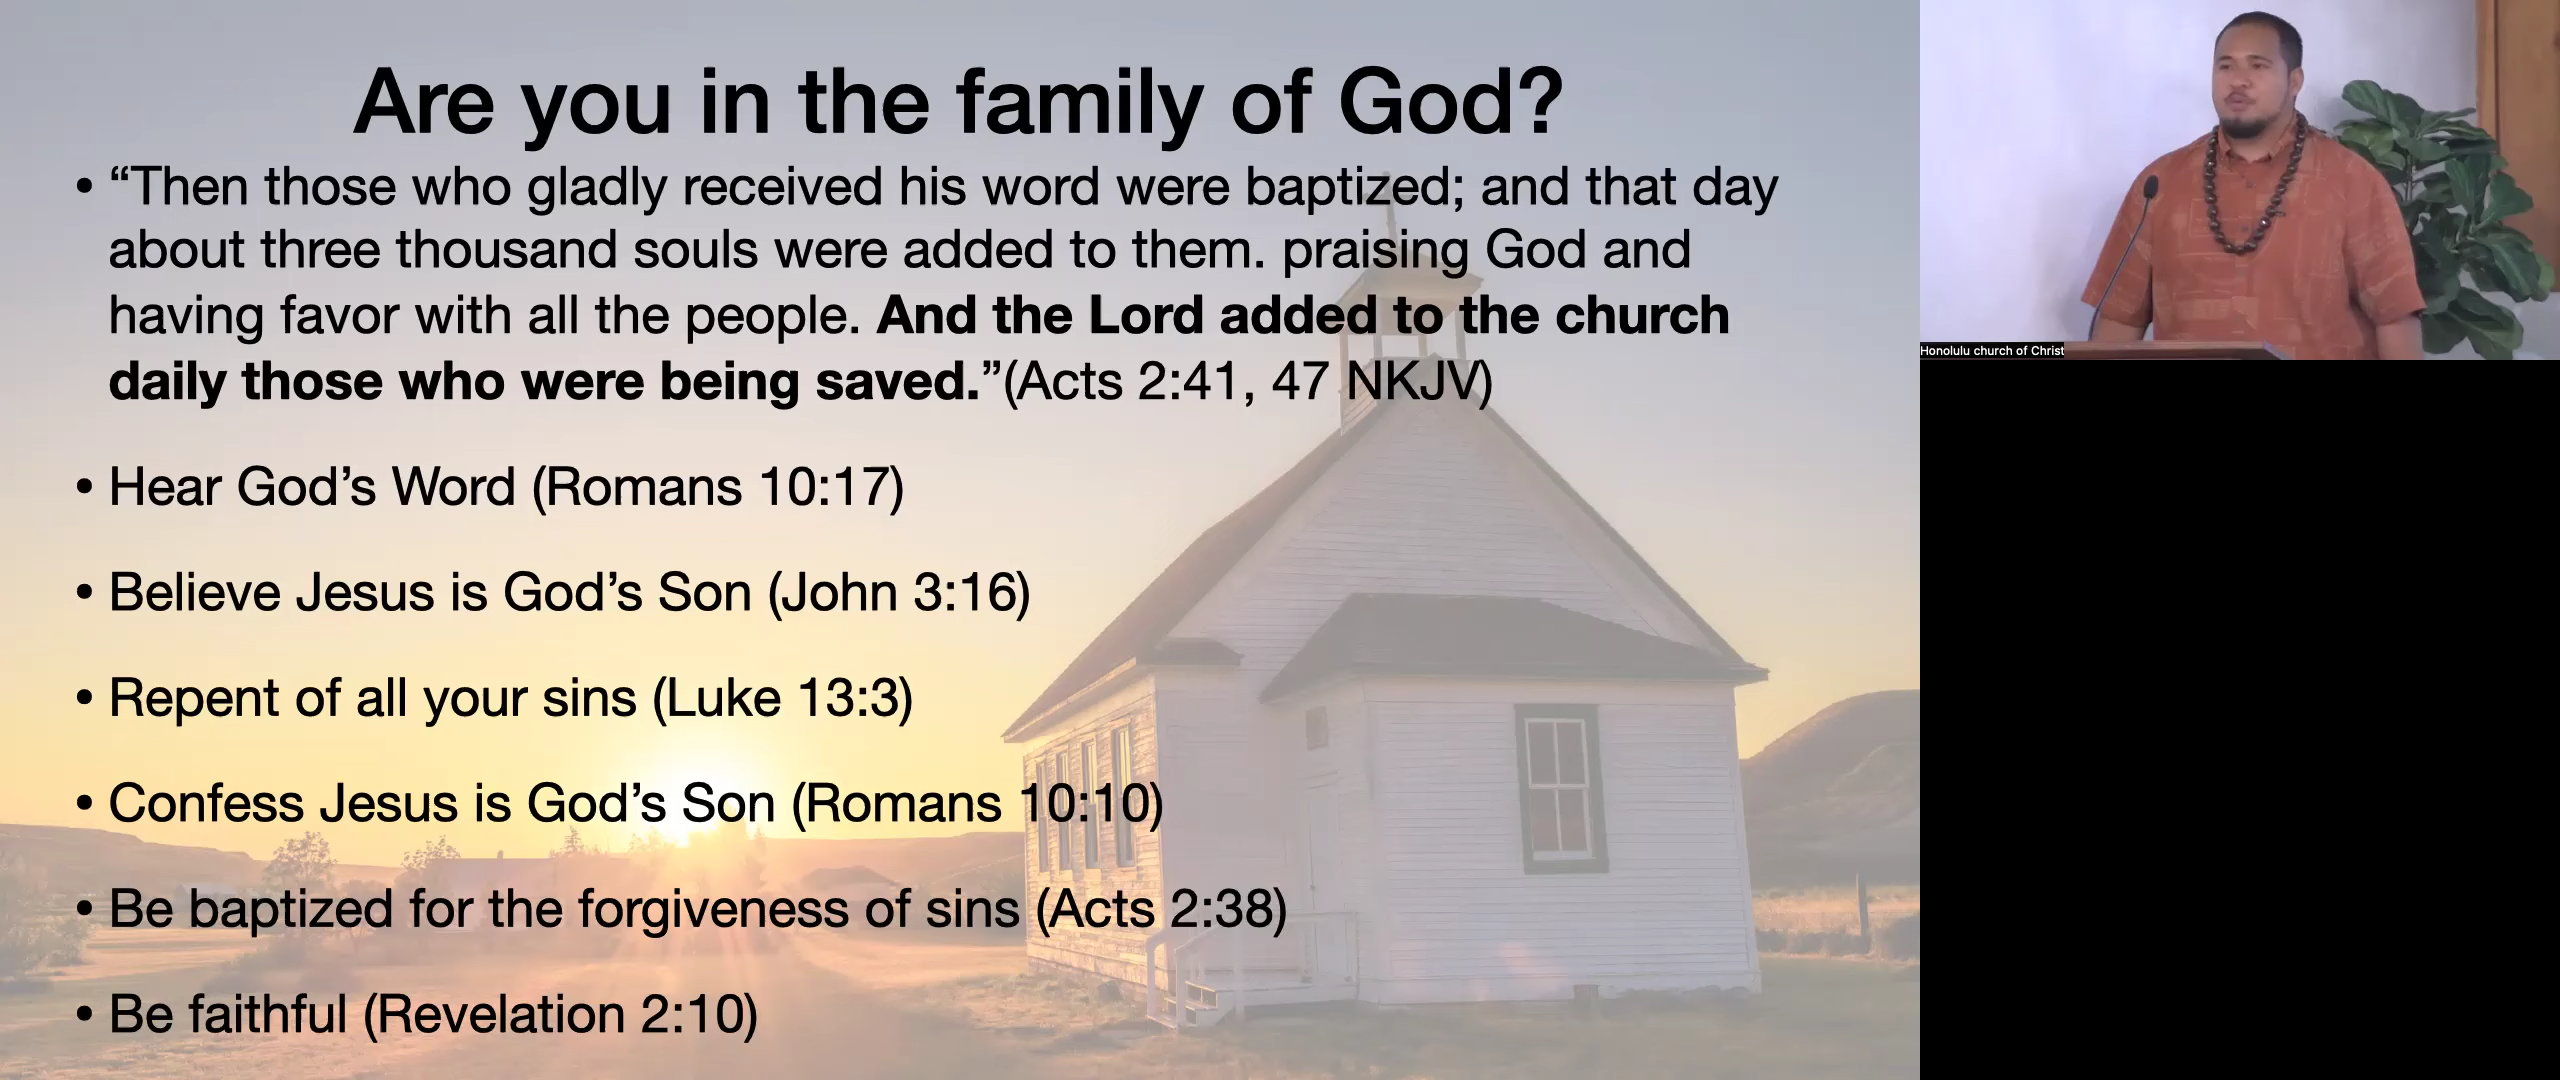 Are you in the family of God?
• “Then those who gladly received his word were baptized; and that day
about three thousand souls were added to them. praising God and
having favor with all the people. And the Lord added to the church
daily those who were being saved.”(Acts 2:41, 47 NKJV)
• Hear God’s Word (Romans 10:17)
• Believe Jesus is God’s Son (John 3:16)
• Repent of all your sins (Luke 13:3)
• Confess Jesus is God’s Son (Romans 10:10)
• Be baptized for the forgiveness of sins (Acts 2:38)
• Be faithful (Revelation 2:10)
Honolulu church of Christ